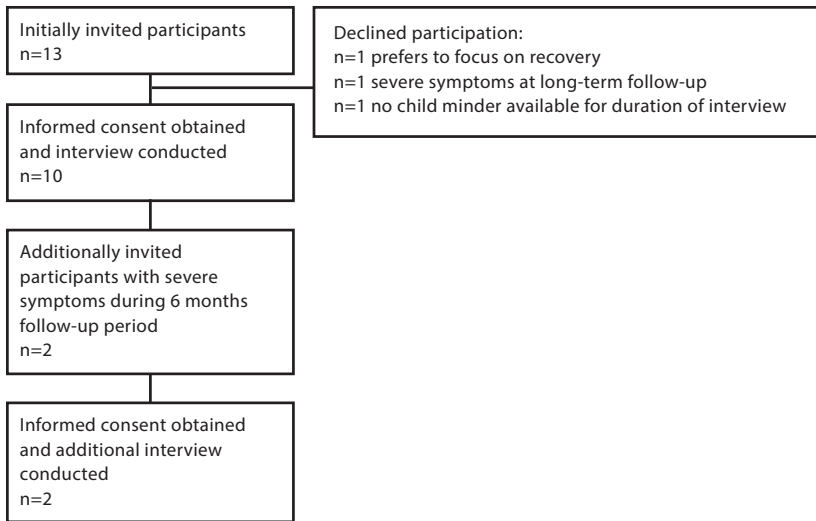 Initially invited participants
n=13
Declined participation:
n=1 prefers to focus on recovery
n=1 severe symptoms at long-term follow-up
n=1 no child minder available for duration of interview
Informed consent obtained
and interview conducted
n=10
Additionally invited
participants with severe
symptoms during 6 months
follow-up period
n=2
Informed consent obtained
and additional interview
conducted
n=2